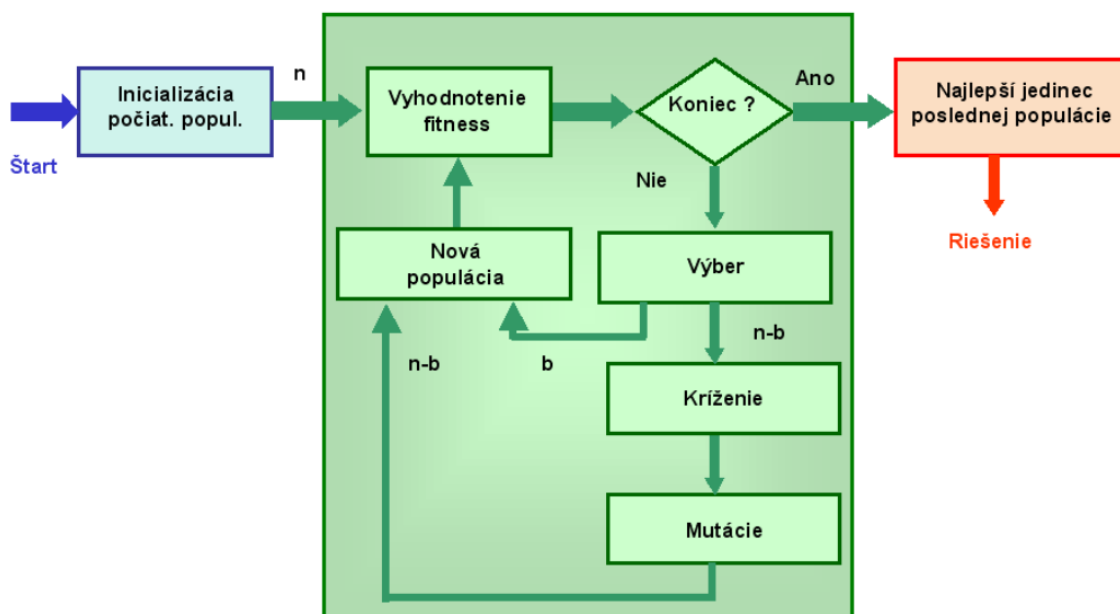 Štart
Inicializácia
počiat. popul.
n
Vyhodnotenie
fitness
Koniec ?
Ano
Najlepší jedinec
poslednej populácie
Riešenie
Nie
Nová
populácia
Výber
n-b
b
n-b
Kríženie
Mutácie